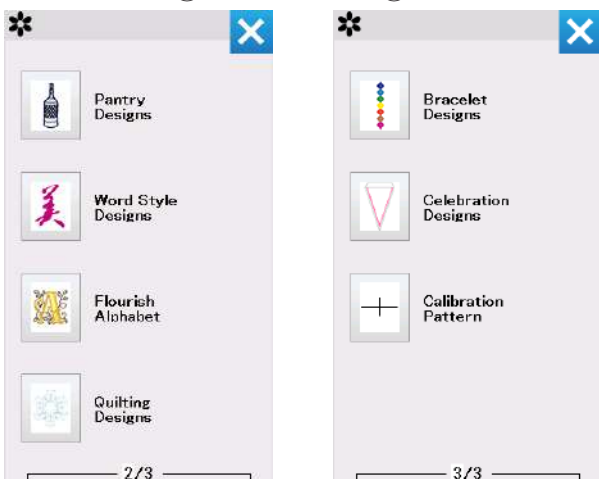 Pantry
Designs
美
Word Style
Designs
A
Flourish
Alphabet
Quilting
Designs
2/3
Bracelet
Designs
Celebration
Designs
Calibration
Pattern
3/3